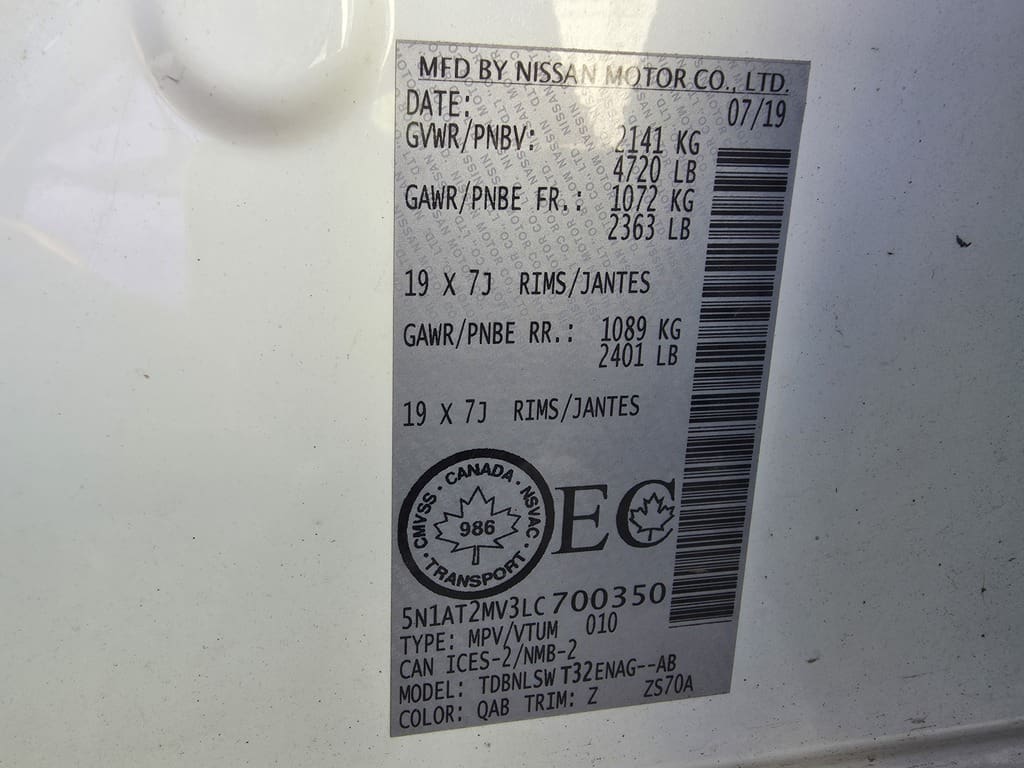 MFD BY NISSAN MOTOR CO., LTD.
DATE: 07/19
GVWR/PNBV: 2141 KG
4720 LB
GAWR/PNBE FR.: 1072 KG
2363 LB
19 X 7J RIMS/JANTES
GAWR/PNBE RR.: 1089 KG
2401 LB
19 X 7J RIMS/JANTES
CMVSS · CANADA · NSVAC · TRANSPORT
986
EC
5N1AT2MV3LC700350
TYPE: MPV/VTUM 010
CAN ICES-2/NMB-2
MODEL: TDBNLSW T32ENAG--AB
COLOR: QAB TRIM: Z ZS70A